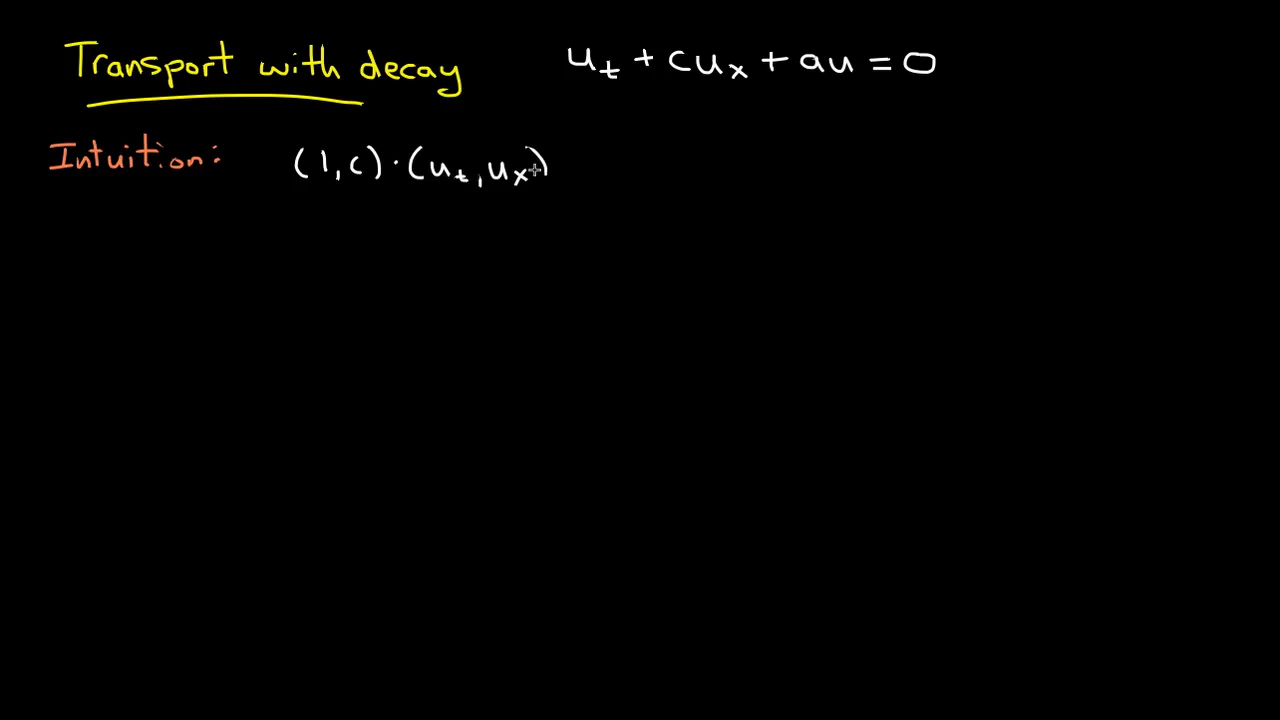 Transport with decay u_t + cu_x + au = 0
Intuition: (1, c) · (u_t, u_x)